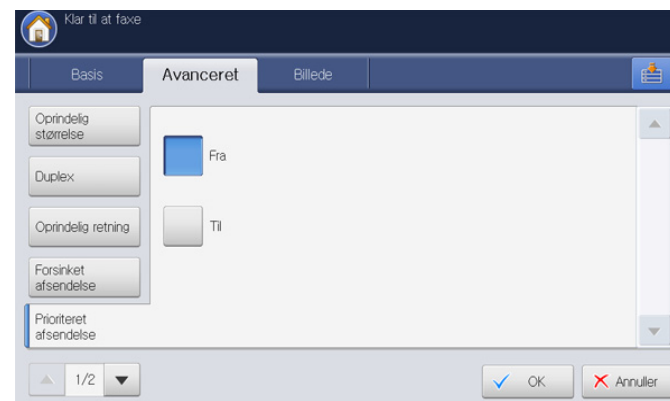 Klar til at faxe
Basis
Avanceret
Billede
Oprindelig
størrelse
Duplex
Oprindelig retning
Forsinket
afsendelse
Prioriteret
afsendelse
Fra
Til
1/2
OK
Annuller